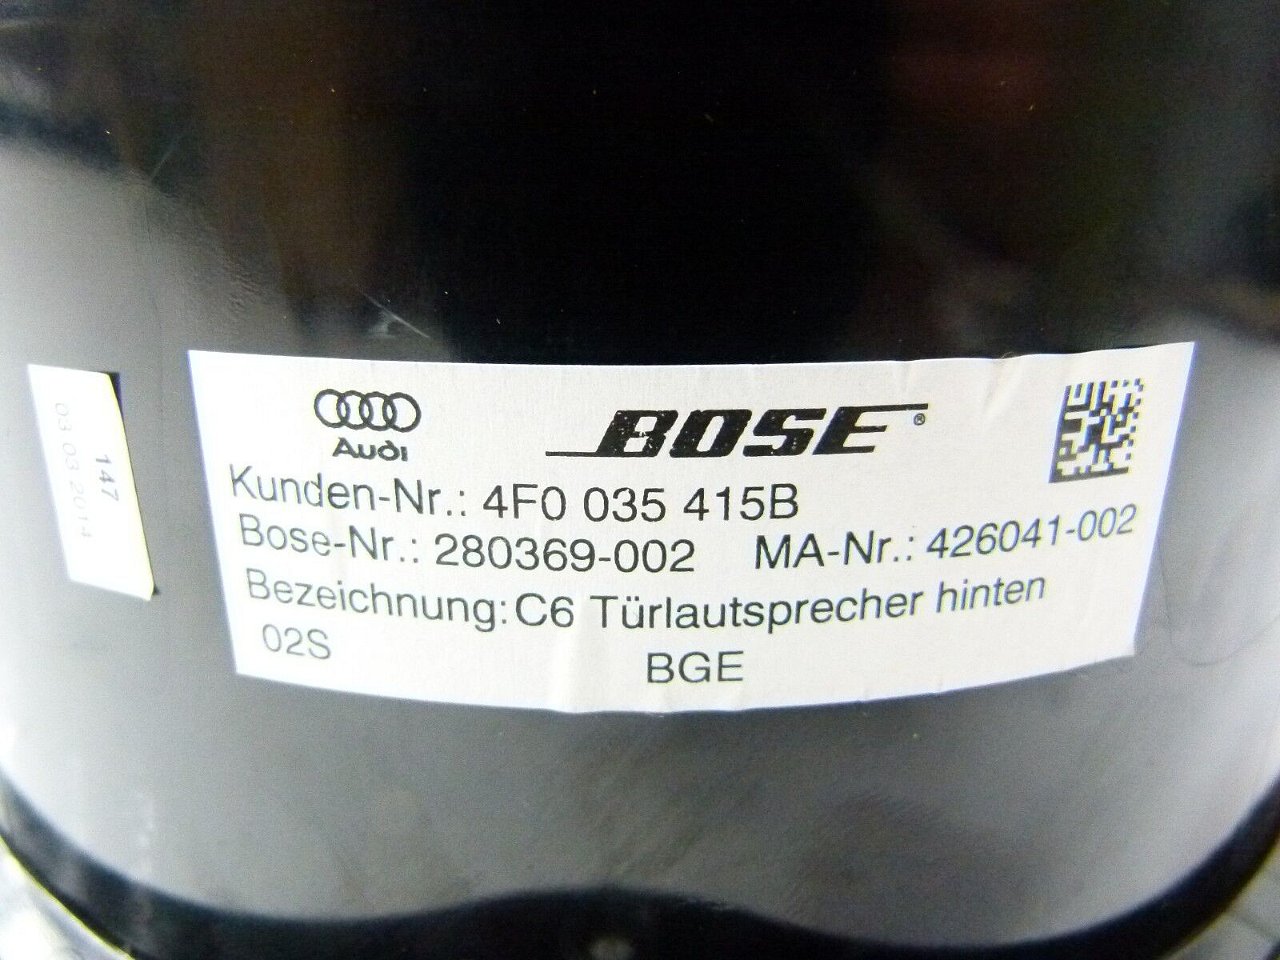 Audi
BOSE®
Kunden-Nr.: 4F0 035 415B
Bose-Nr.: 280369-002 MA-Nr.: 426041-002
Bezeichnung: C6 Türlautsprecher hinten
02S BGE
147
03 03 2014